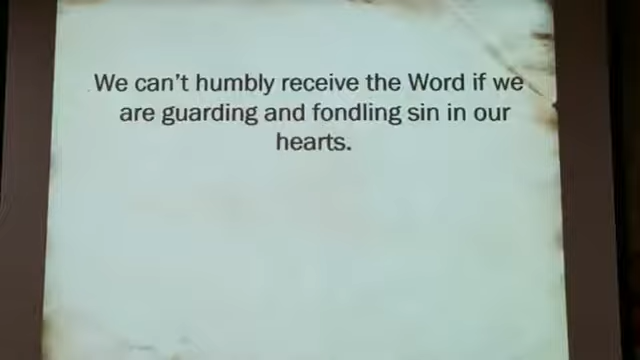 We can't humbly receive the Word if we
are guarding and fondling sin in our
hearts.